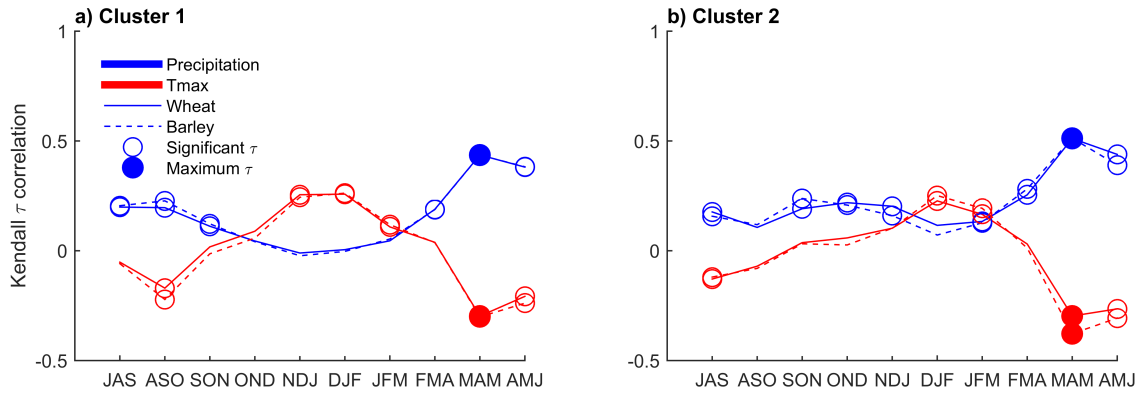 a) Cluster 1
b) Cluster 2
Kendall τ correlation
1
0.5
0
-0.5
Precipitation
Tmax
Wheat
Barley
Significant τ
Maximum τ
JAS ASO SON OND NDJ DJF JFM FMA MAM AMJ
1
0.5
0
-0.5
JAS ASO SON OND NDJ DJF JFM FMA MAM AMJ